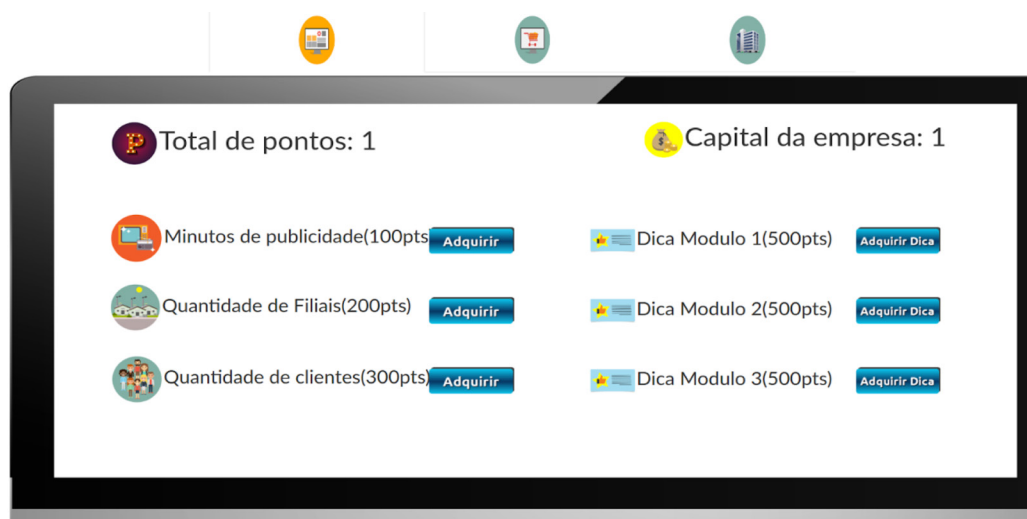 P Total de pontos: 1
$ Capital da empresa: 1
Minutos de publicidade(100pts Adquirir
Dica Modulo 1(500pts) Adquirir Dica
Quantidade de Filiais(200pts) Adquirir
Dica Modulo 2(500pts) Adquirir Dica
Quantidade de clientes(300pts) Adquirir
Dica Modulo 3(500pts) Adquirir Dica